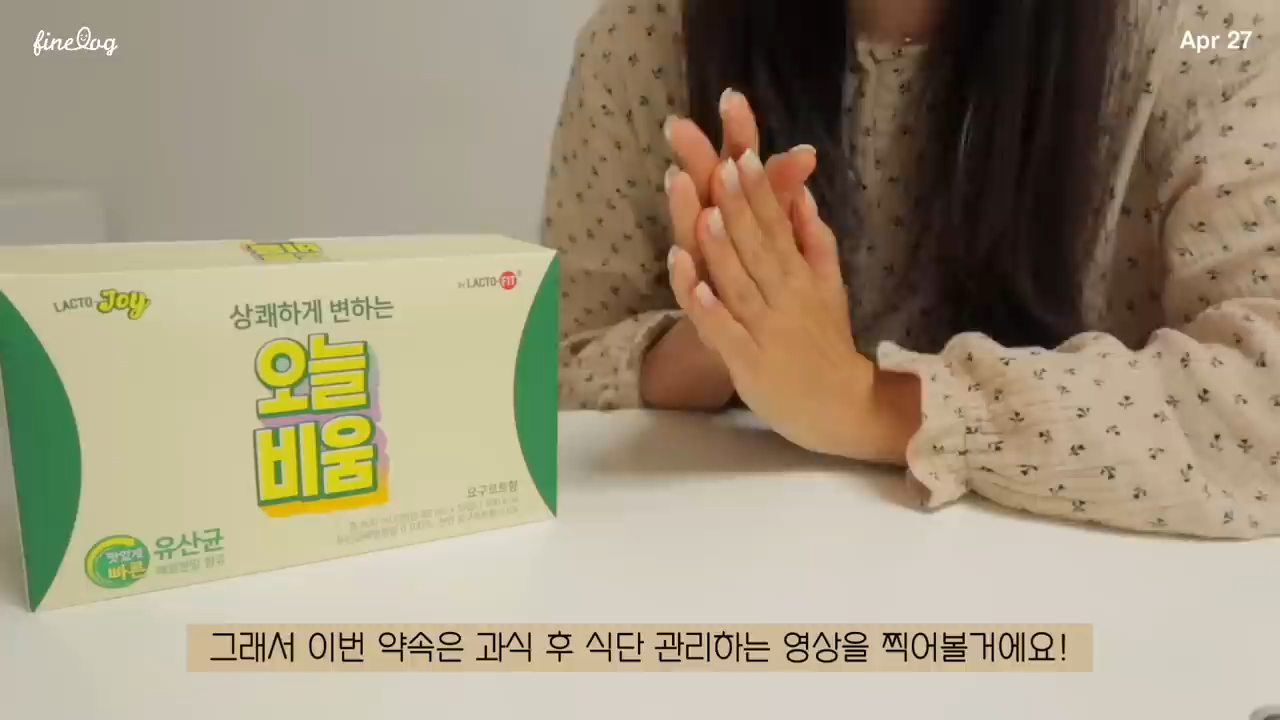 finelog
Apr 27
LACTO-Joy
by LACTO-FIT
상쾌하게 변하는
오늘
비움
요구르트향
맛있게
빠른
유산균
그래서 이번 약속은 과식 후 식단 관리하는 영상을 찍어볼거에요!